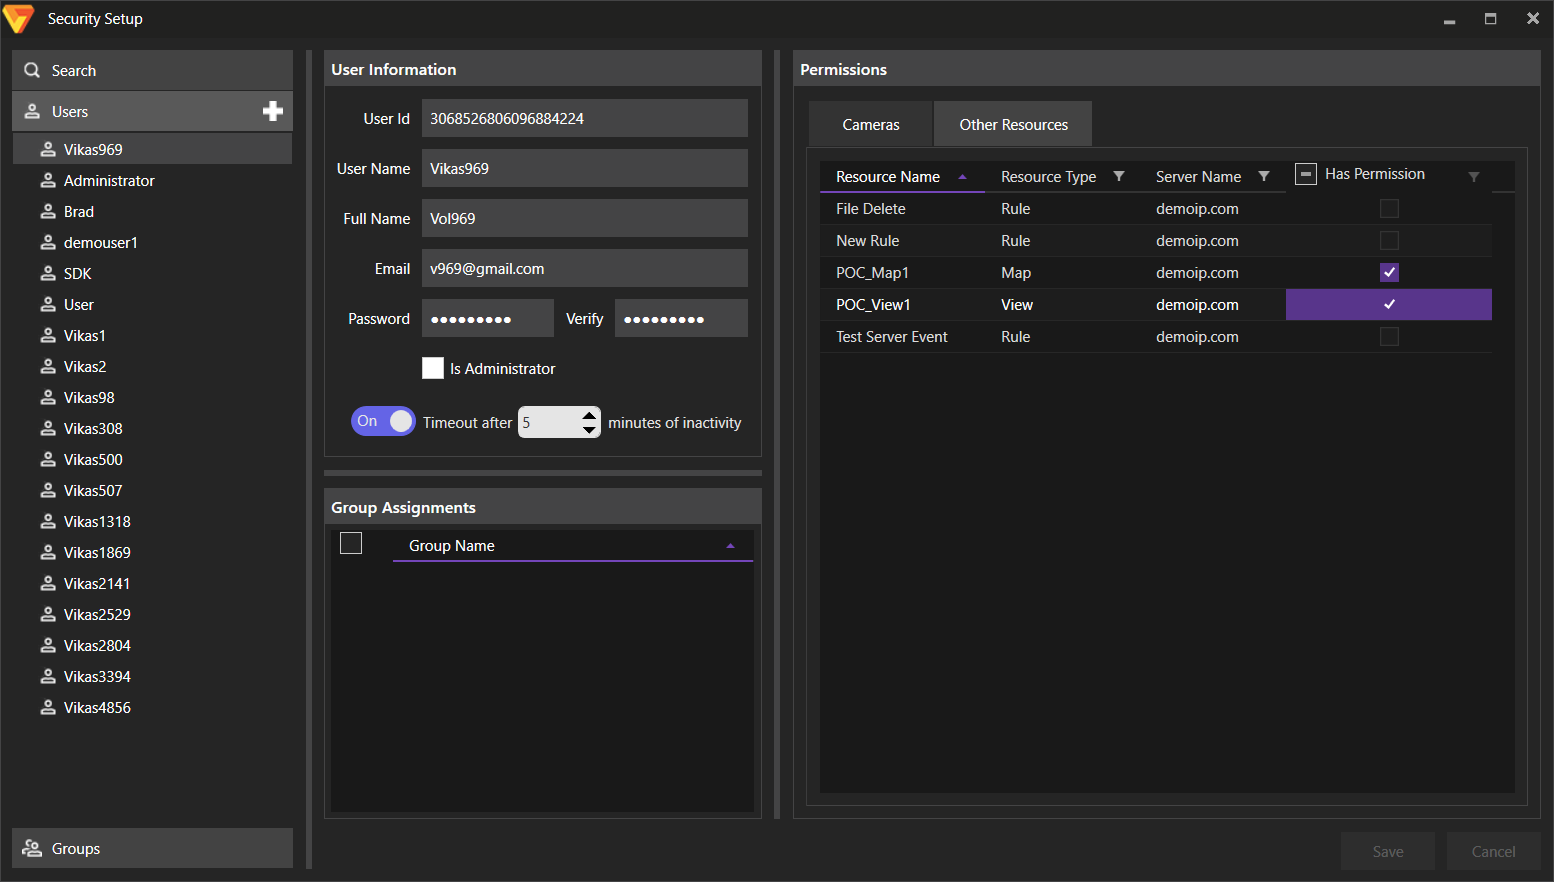 Security Setup
Search
Users
Vikas969
Administrator
Brad
demouser1
SDK
User
Vikas1
Vikas2
Vikas98
Vikas308
Vikas500
Vikas507
Vikas1318
Vikas1869
Vikas2141
Vikas2529
Vikas2804
Vikas3394
Vikas4856
Groups
User Information
User Id 3068526806096884224
User Name Vikas969
Full Name Vol969
Email v969@gmail.com
Password ●●●●●●●●● Verify ●●●●●●●●●
Is Administrator
On Timeout after 5 minutes of inactivity
Group Assignments
Group Name
Permissions
Cameras Other Resources
Resource Name Resource Type Server Name Has Permission
File Delete Rule demoip.com
New Rule Rule demoip.com
POC_Map1 Map demoip.com
POC_View1 View demoip.com
Test Server Event Rule demoip.com
Save Cancel